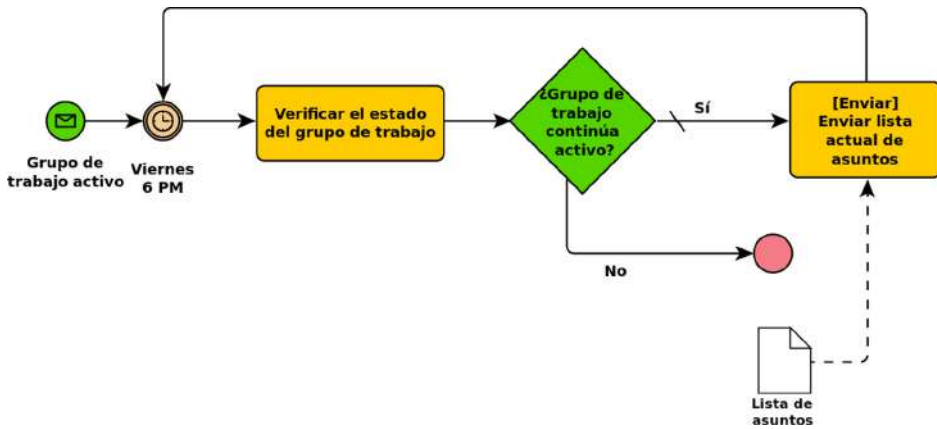 Grupo de
trabajo activo
Viernes
6 PM
Verificar el estado
del grupo de trabajo
¿Grupo de
trabajo
continúa
activo?
Sí
[Enviar]
Enviar lista
actual de
asuntos
No
Lista de
asuntos